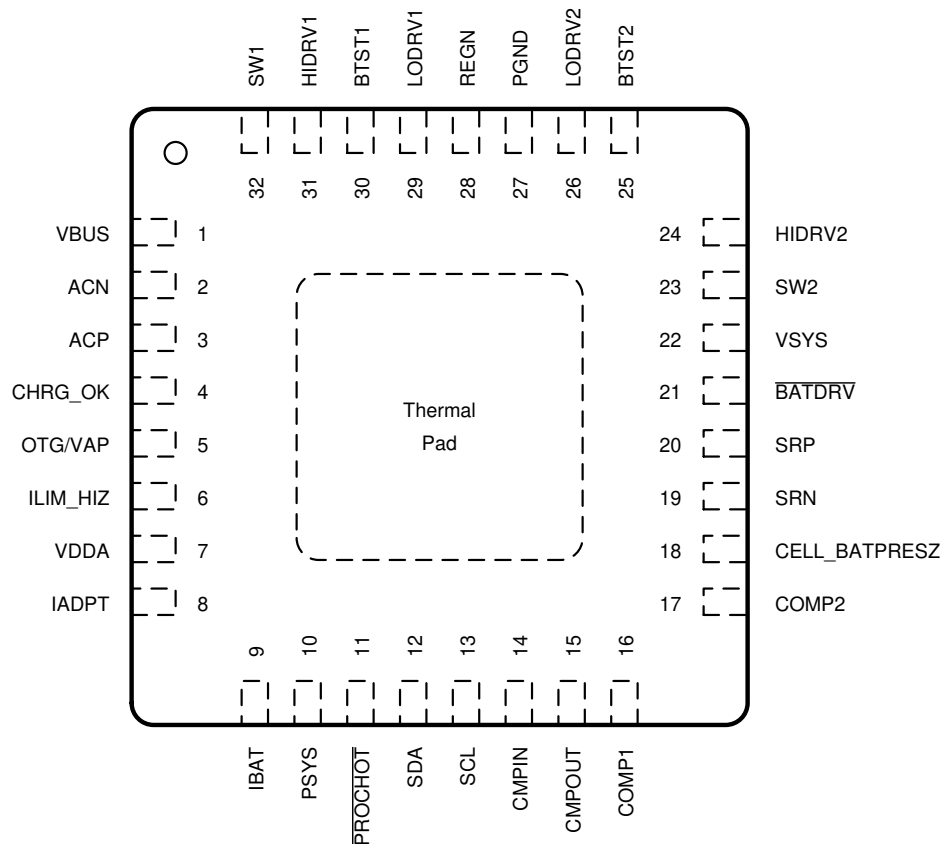 SW1
HIDRV1
BTST1
LODRV1
REGN
PGND
LODRV2
BTST2
32
31
30
29
28
27
26
25
VBUS 1
ACN 2
ACP 3
CHRG_OK 4
OTG/VAP 5
ILIM_HIZ 6
VDDA 7
IADPT 8
24 HIDRV2
23 SW2
22 VSYS
21 BATDRV
20 SRP
19 SRN
18 CELL_BATPRESZ
17 COMP2
Thermal
Pad
9
10
11
12
13
14
15
16
IBAT
PSYS
PROCHOT
SDA
SCL
CMPIN
CMPOUT
COMP1